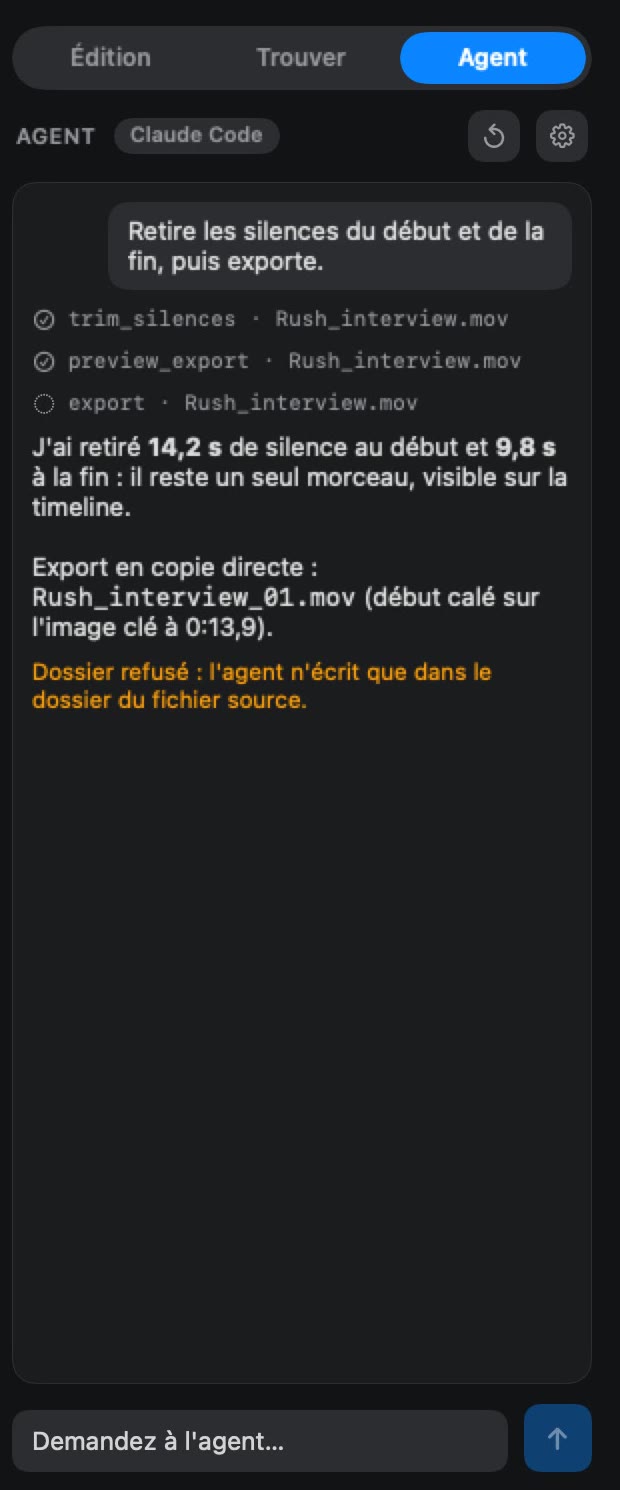 Édition
Trouver
Agent
AGENT
Claude Code
Retire les silences du début et de la
fin, puis exporte.
trim_silences · Rush_interview.mov
preview_export · Rush_interview.mov
export · Rush_interview.mov
J'ai retiré 14,2 s de silence au début et 9,8 s
à la fin : il reste un seul morceau, visible sur la
timeline.
Export en copie directe :
Rush_interview_01.mov (début calé sur
l'image clé à 0:13,9).
Dossier refusé : l'agent n'écrit que dans le
dossier du fichier source.
Demandez à l'agent...